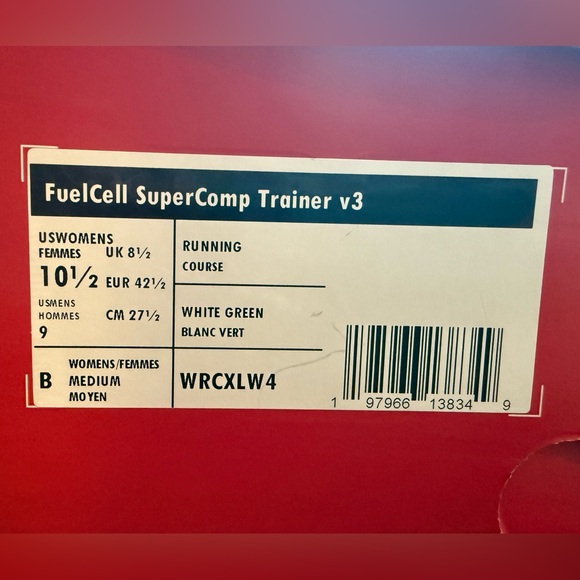 FuelCell SuperComp Trainer v3
USWOMENS
FEMMES UK 8½
10½ EUR 42½
USMENS
HOMMES CM 27½
9
RUNNING
COURSE
WHITE GREEN
BLANC VERT
B WOMENS/FEMMES
MEDIUM
MOYEN
WRCXLW4
1 97966 13834 9